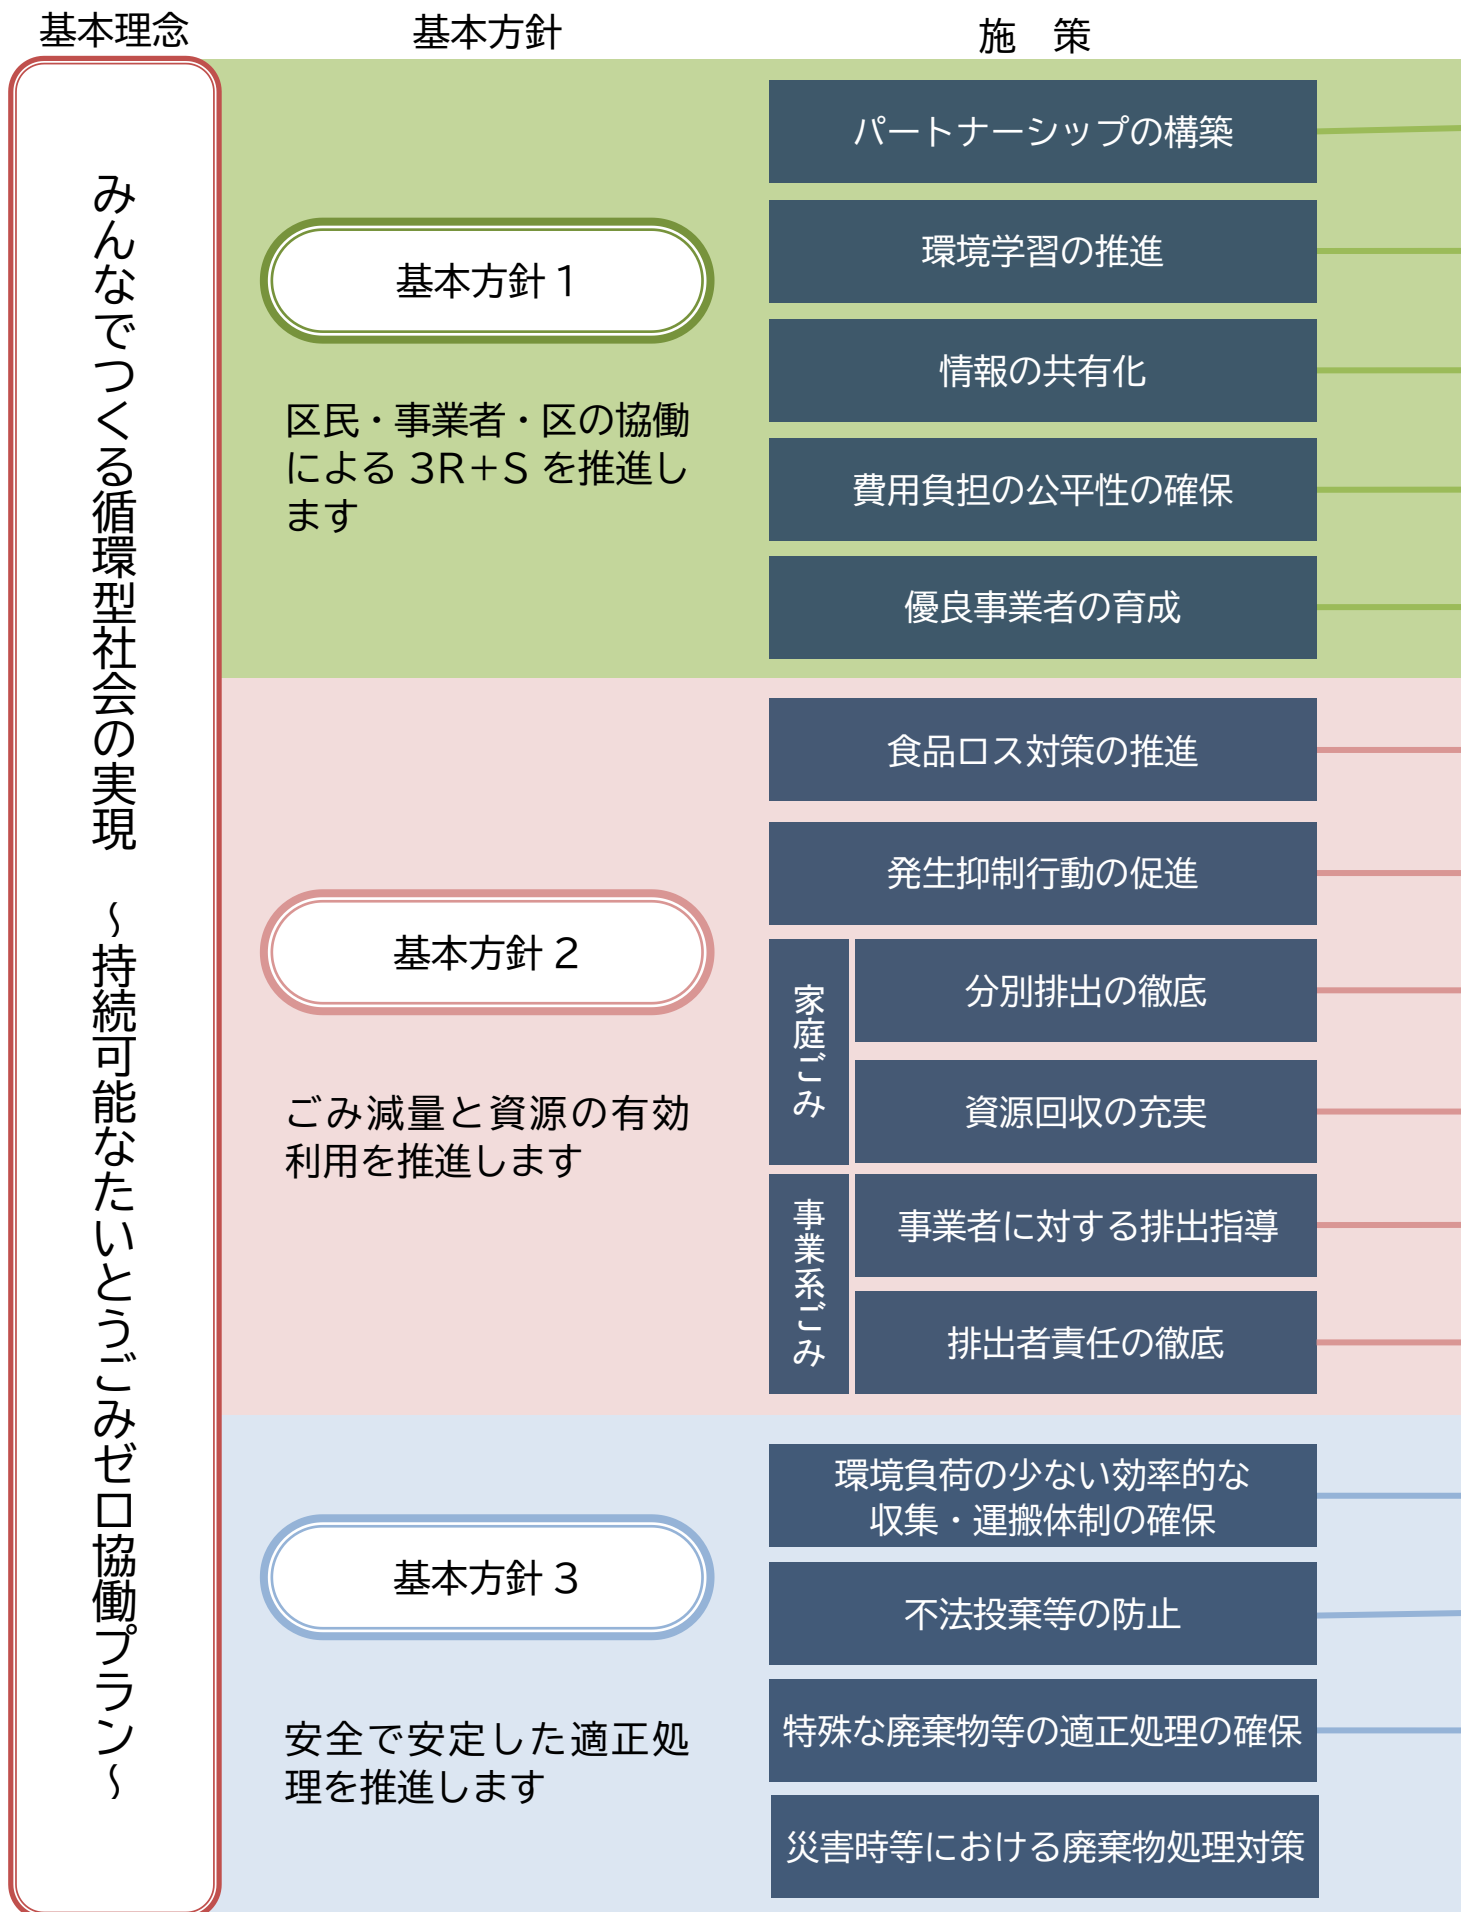 基本理念
基本方針
施　策
みんなでつくる循環型社会の実現　～持続可能なたいとうごみゼロ協働プラン～
基本方針１
区民・事業者・区の協働
による 3R+S を推進し
ます
パートナーシップの構築
環境学習の推進
情報の共有化
費用負担の公平性の確保
優良事業者の育成
基本方針２
ごみ減量と資源の有効
利用を推進します
食品ロス対策の推進
発生抑制行動の促進
家庭ごみ
分別排出の徹底
資源回収の充実
事業系ごみ
事業者に対する排出指導
排出者責任の徹底
基本方針３
安全で安定した適正処
理を推進します
環境負荷の少ない効率的な
収集・運搬体制の確保
不法投棄等の防止
特殊な廃棄物等の適正処理の確保
災害時等における廃棄物処理対策